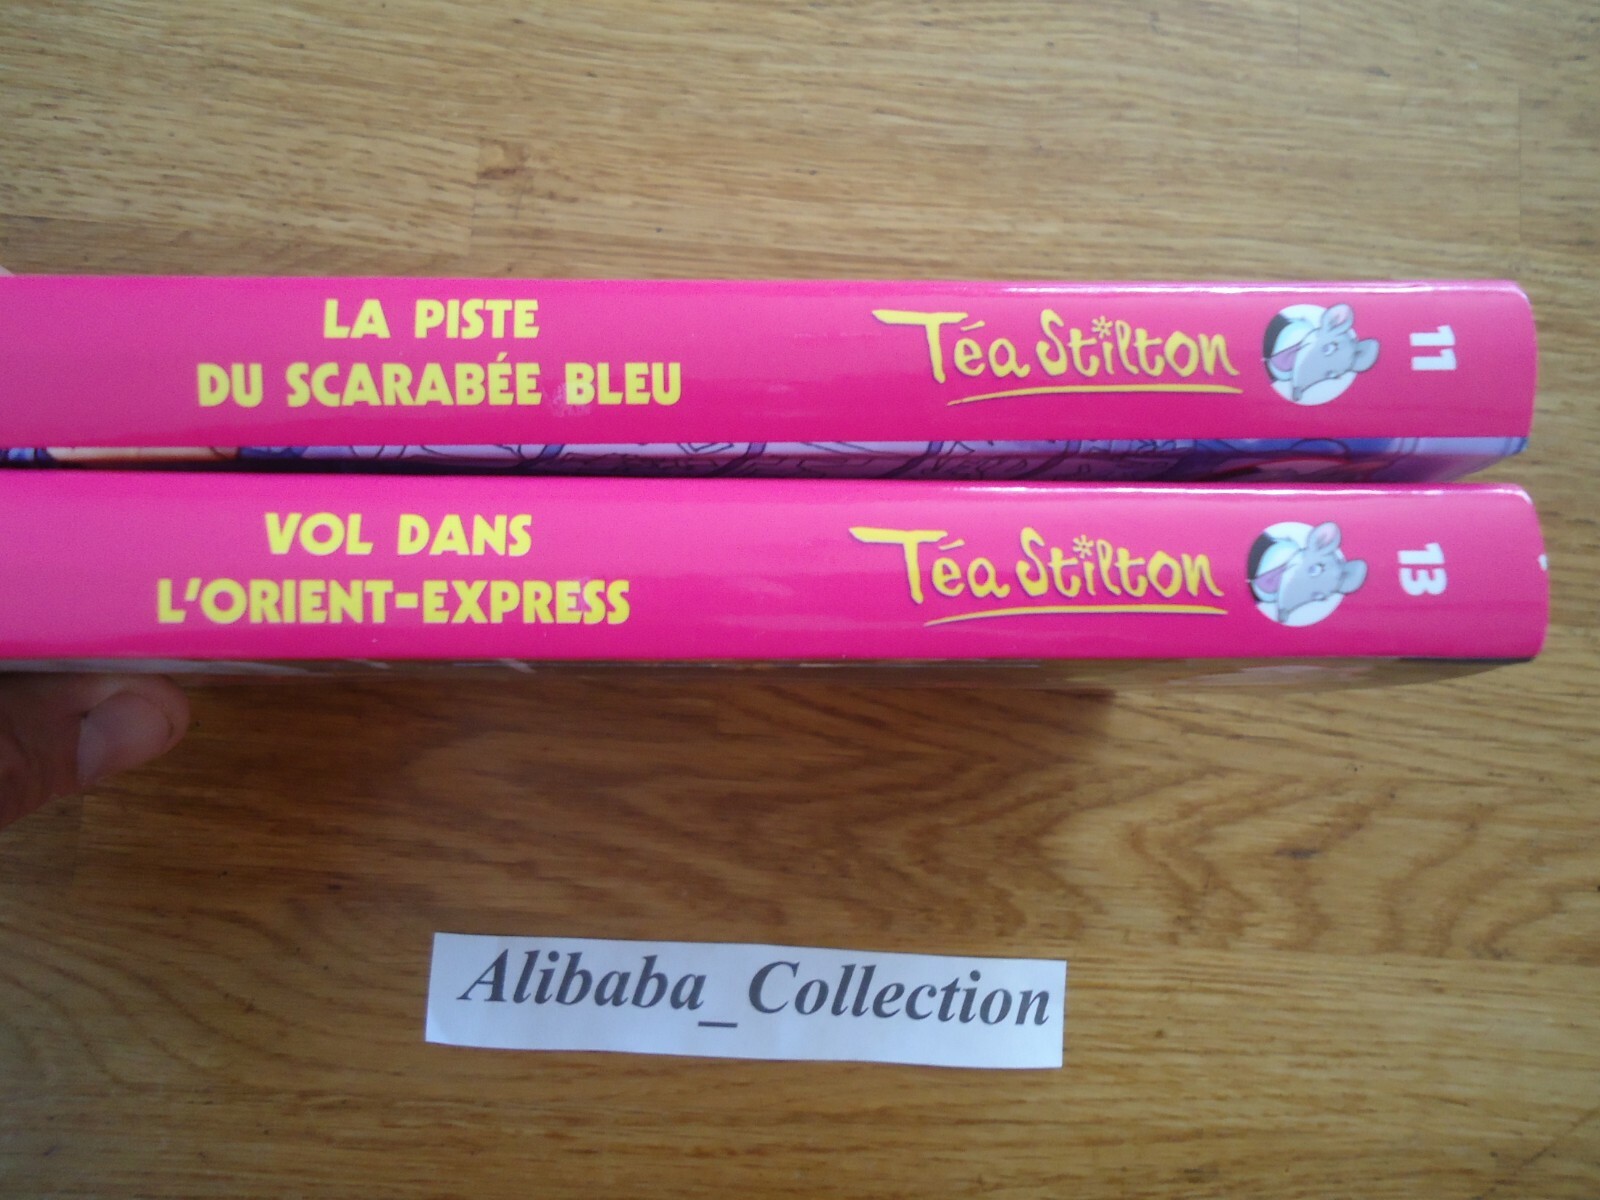 LA PISTE
DU SCARABÉE BLEU
Téa Stilton
11
VOL DANS
L'ORIENT-EXPRESS
Téa Stilton
13
Alibaba_Collection